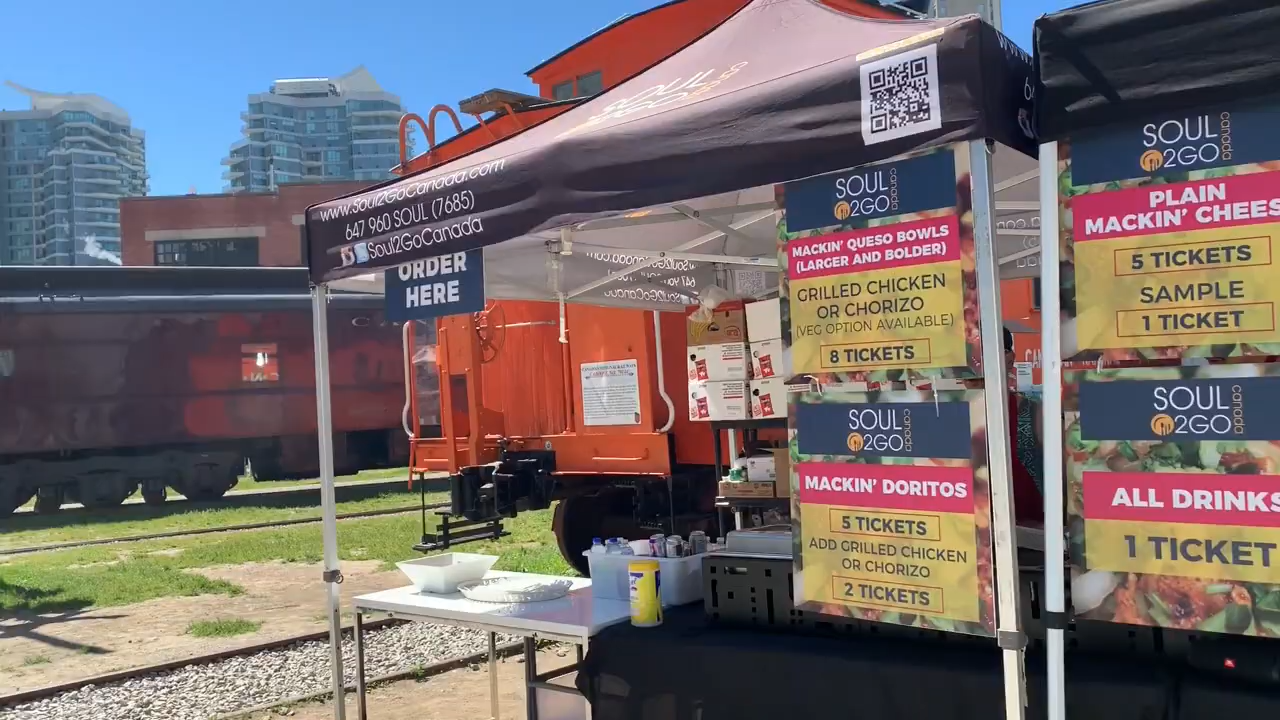 SOUL
2GO
www.Soul2GoCanada.com
647 960 SOUL (7685)
Soul2GoCanada
ORDER
HERE
SOUL
2GO
canada
MACKIN' QUESO BOWLS
(LARGER AND BOLDER)
GRILLED CHICKEN
OR CHORIZO
(VEG OPTION AVAILABLE)
8 TICKETS
SOUL
2GO
canada
MACKIN' DORITOS
5 TICKETS
ADD GRILLED CHICKEN
OR CHORIZO
2 TICKETS
SOUL
2GO
canada
PLAIN
MACKIN' CHEES
5 TICKETS
SAMPLE
1 TICKET
SOUL
2GO
canada
ALL DRINKS
1 TICKET